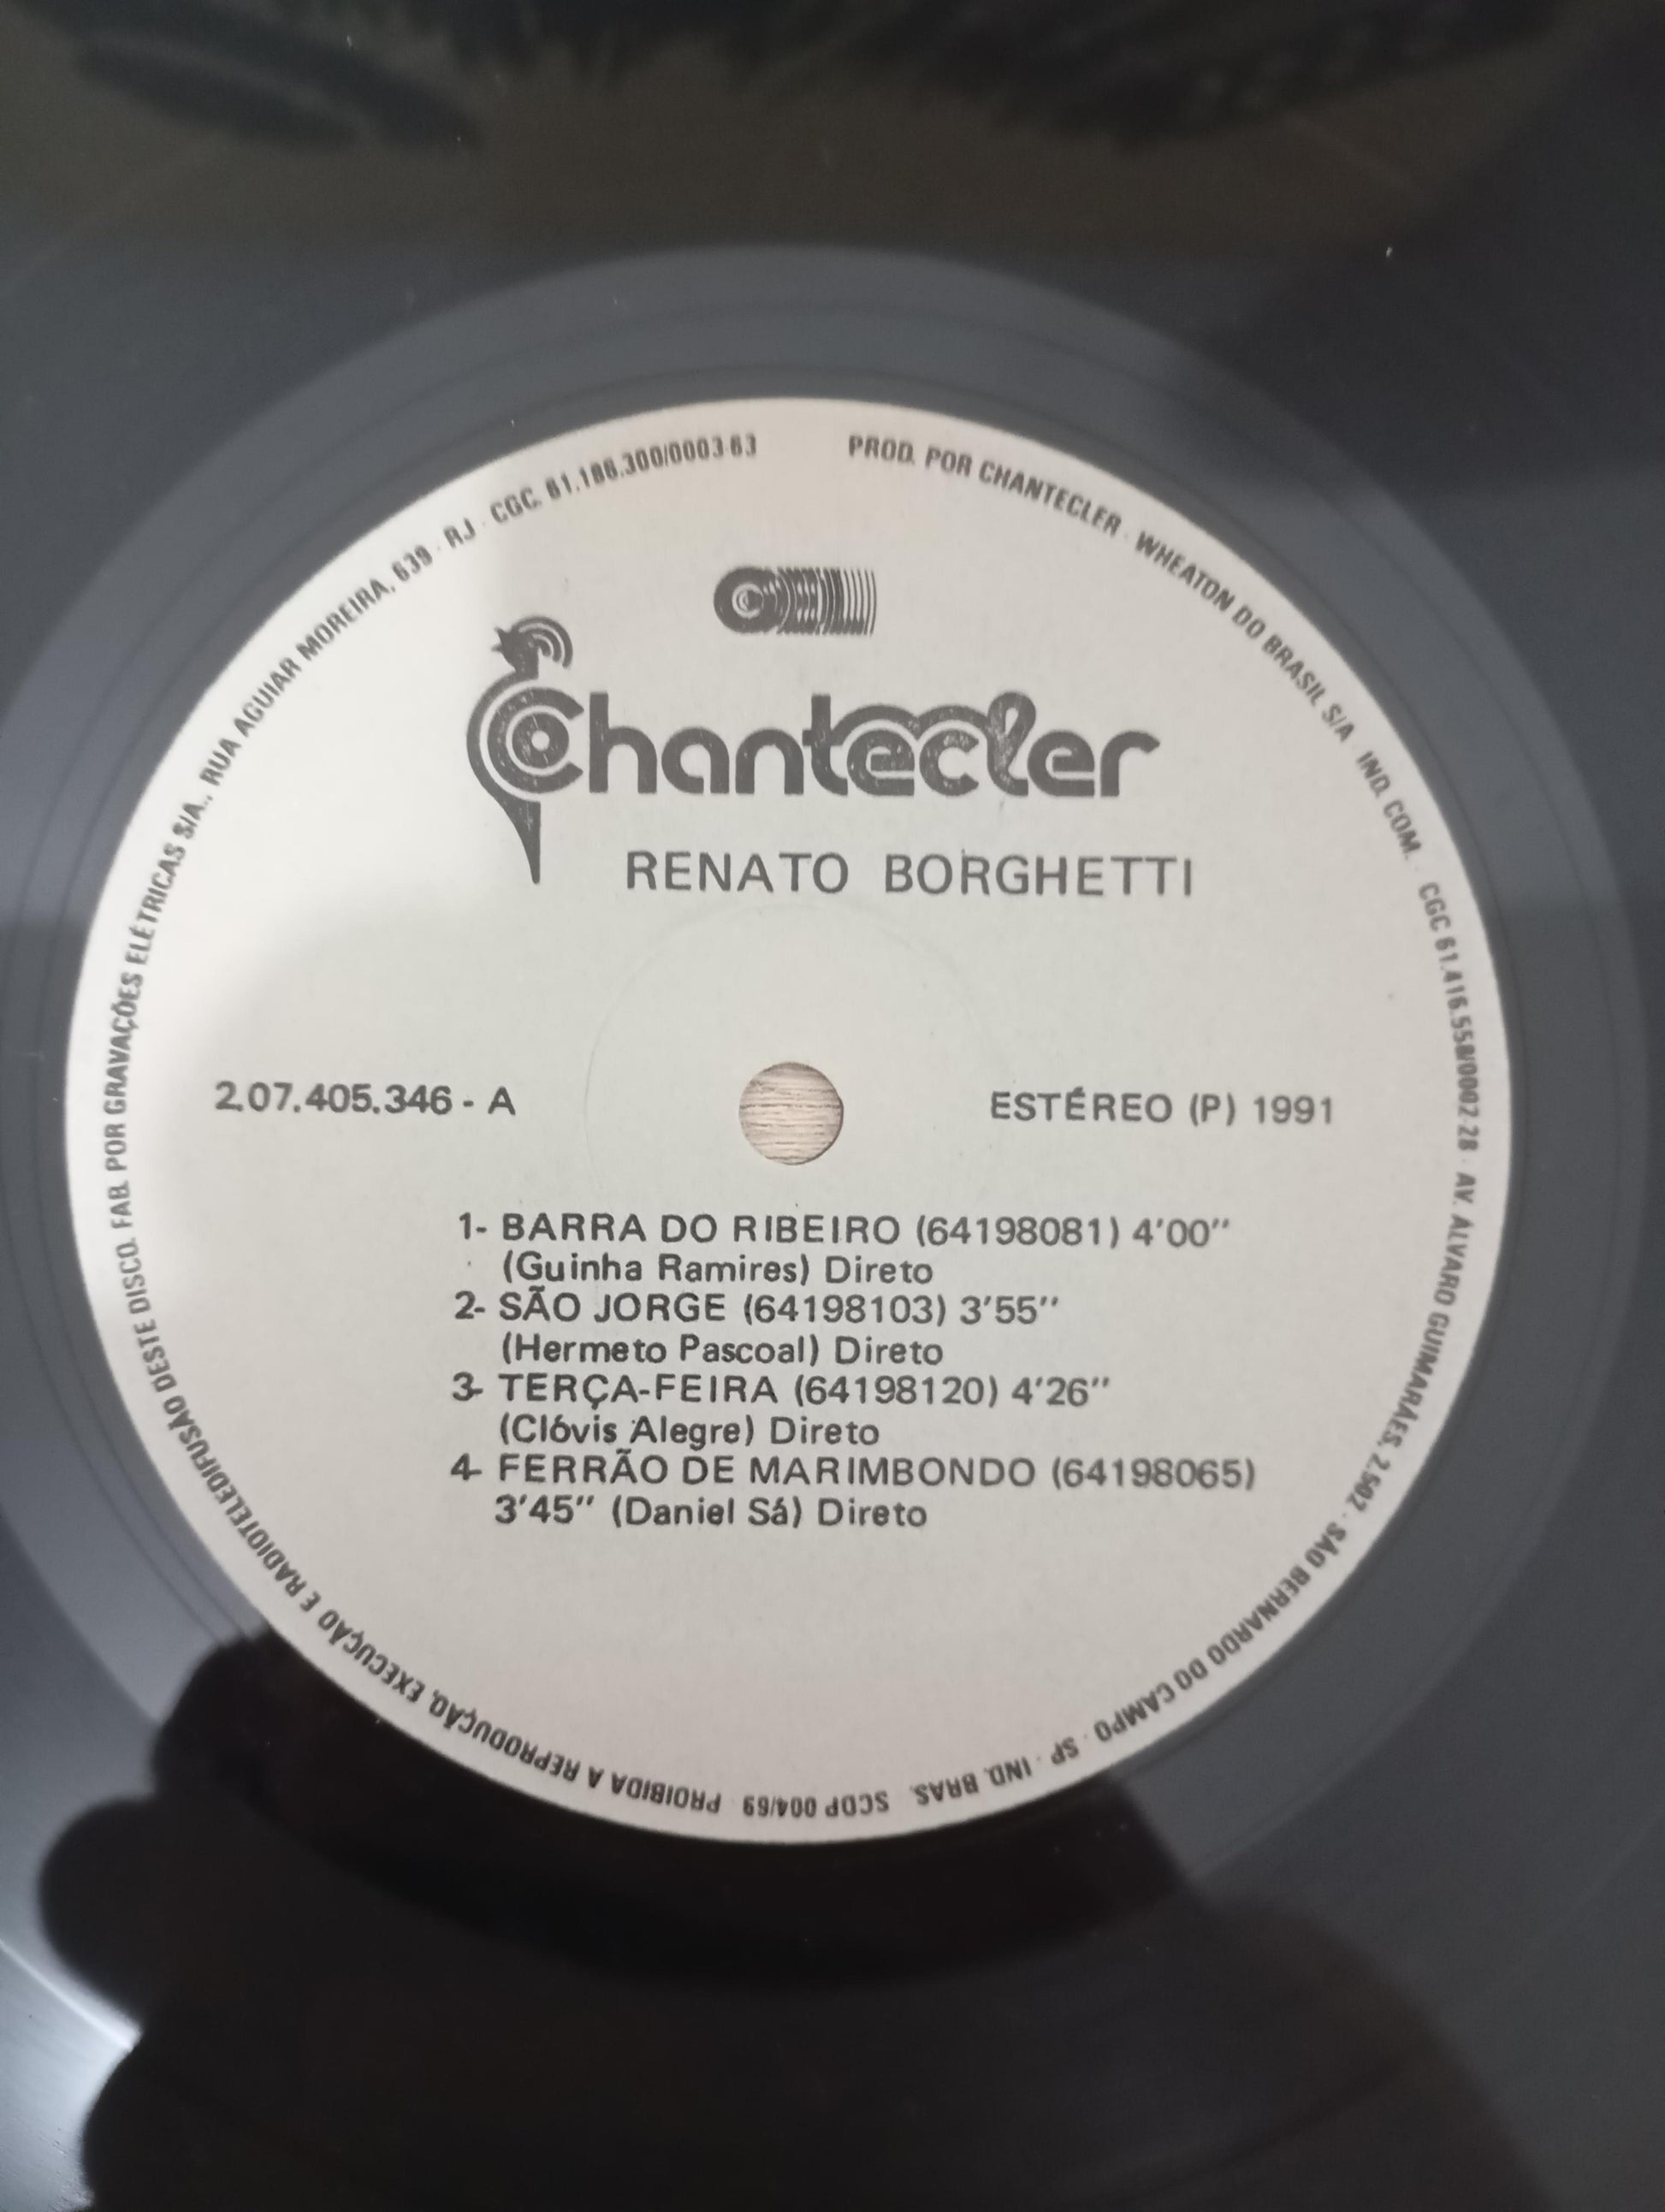 PROD. POR CHANTECLER · WHEATON DO BRASIL S/A IND. COM. · CGC 61.416.558/0002-28 · AV. ÁLVARO GUIMARÃES, 2.502 · SÃO BERNARDO DO CAMPO · SP · IND. BRAS. SCDP 004/69 PROIBIDA A REPRODUÇÃO, EXECUÇÃO E RADIOTELEDIFUSÃO DESTE DISCO. FAB. POR GRAVAÇÕES ELÉTRICAS S/A., RUA AGUIAR MOREIRA, 639 · RJ · CGC. 61.186.300/0003-63
Chantecler
RENATO BORGHETTI
2.07.405.346 - A
ESTÉREO (P) 1991
1- BARRA DO RIBEIRO (64198081) 4'00"
(Guinha Ramires) Direto
2- SÃO JORGE (64198103) 3'55"
(Hermeto Pascoal) Direto
3- TERÇA-FEIRA (64198120) 4'26"
(Clóvis Alegre) Direto
4- FERRÃO DE MARIMBONDO (64198065)
3'45" (Daniel Sá) Direto